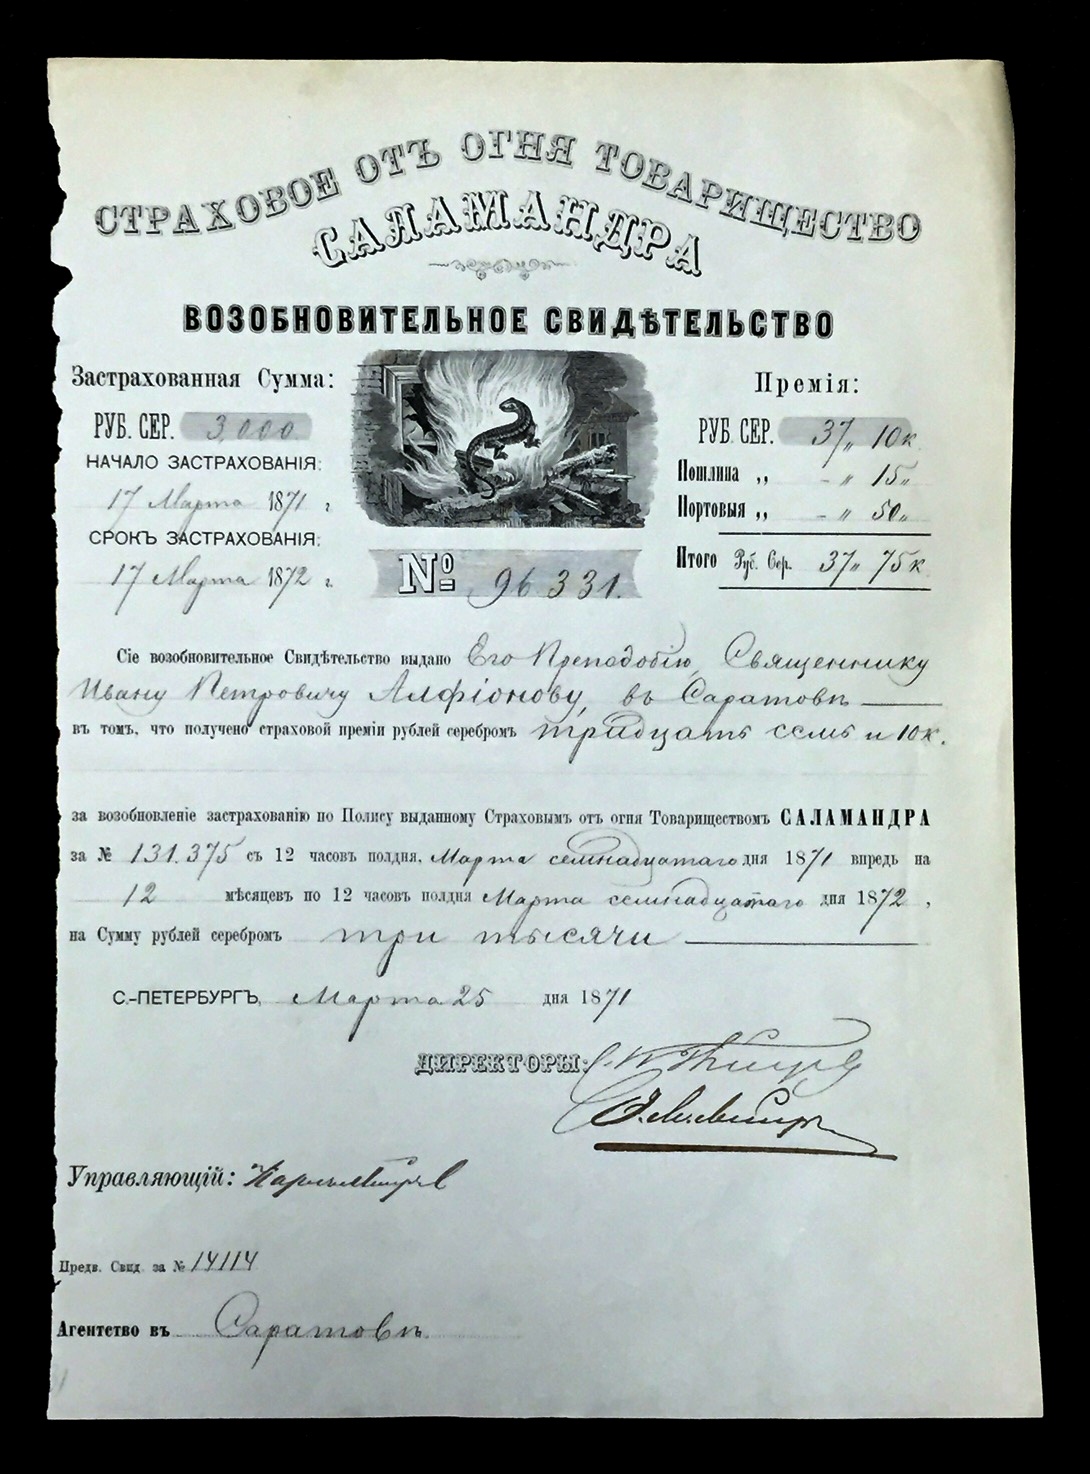 СТРАХОВОЕ ОТЪ ОГНЯ ТОВАРИЩЕСТВО
САЛАМАНДРА
ВОЗОБНОВИТЕЛЬНОЕ СВИДѢТЕЛЬСТВО
Застрахованная Сумма:
РУБ. СЕР. 3,000
НАЧАЛО ЗАСТРАХОВАНІЯ:
17 Марта 1871 г
СРОКЪ ЗАСТРАХОВАНІЯ:
17 Марта 1872 г.
№ 96331.
Премія:
РУБ. СЕР. 37 „ 10 к
Пошлина „ - „ 15 „
Портовыя „ - „ 50 „
Итого Руб. Сер. 37 „ 75 к
Сіе возобновительное Свидѣтельство выдано Его Преподобію, Священнику
Ивану Петровичу Алфіонову, въ Саратовѣ
въ томъ, что получено страховой преміи рублей серебромъ тридцать семь и 10 к.
за возобновленіе застрахованію по Полису выданному Страховымъ отъ огня Товариществомъ САЛАМАНДРА
за № 131.375 съ 12 часовъ полдня, Марта семнадцатаго дня 1871 впредь на
12 мѣсяцевъ по 12 часовъ полдня Марта семнадцатаго дня 1872,
на Сумму рублей серебромъ три тысячи
С.-ПЕТЕРБУРГЪ, Марта 25 дня 1871
ДИРЕКТОРЫ:
Управляющій:
Предв. Свид. за № 14114
Агентство въ Саратовѣ